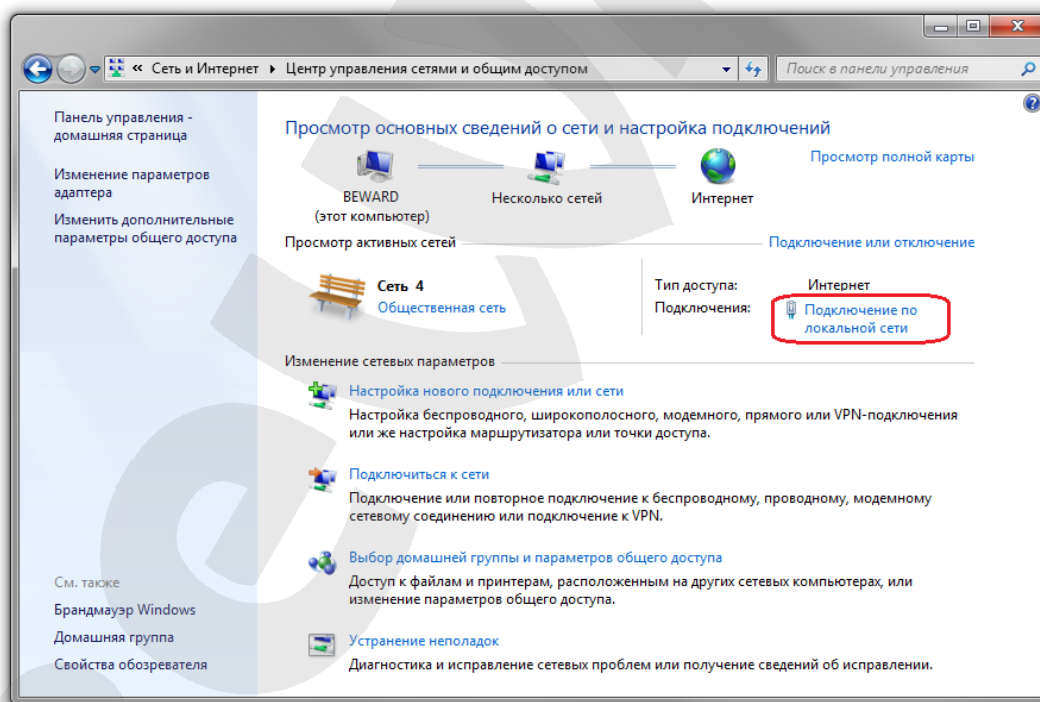 « Сеть и Интернет ▸ Центр управления сетями и общим доступом
Поиск в панели управления
Панель управления -
домашняя страница
Изменение параметров
адаптера
Изменить дополнительные
параметры общего доступа
Просмотр основных сведений о сети и настройка подключений
Просмотр полной карты
BEWARD
(этот компьютер)
Несколько сетей
Интернет
Просмотр активных сетей
Подключение или отключение
Сеть 4
Общественная сеть
Тип доступа: Интернет
Подключения: Подключение по
локальной сети
Изменение сетевых параметров
Настройка нового подключения или сети
Настройка беспроводного, широкополосного, модемного, прямого или VPN-подключения
или же настройка маршрутизатора или точки доступа.
Подключиться к сети
Подключение или повторное подключение к беспроводному, проводному, модемному
сетевому соединению или подключение к VPN.
Выбор домашней группы и параметров общего доступа
Доступ к файлам и принтерам, расположенным на других сетевых компьютерах, или
изменение параметров общего доступа.
Устранение неполадок
Диагностика и исправление сетевых проблем или получение сведений об исправлении.
См. также
Брандмауэр Windows
Домашняя группа
Свойства обозревателя